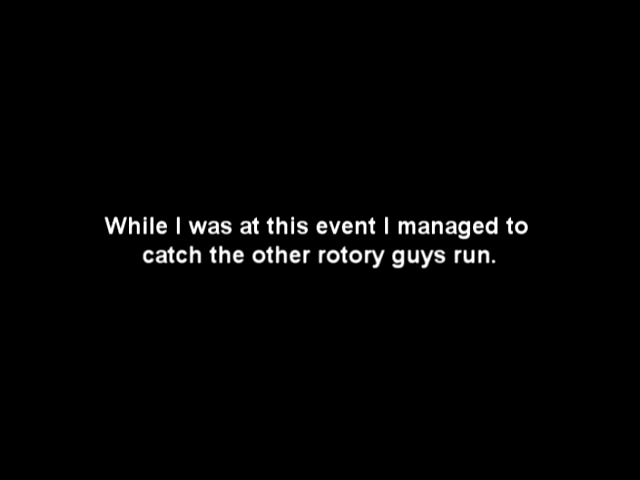 While I was at this event I managed to
catch the other rotory guys run.